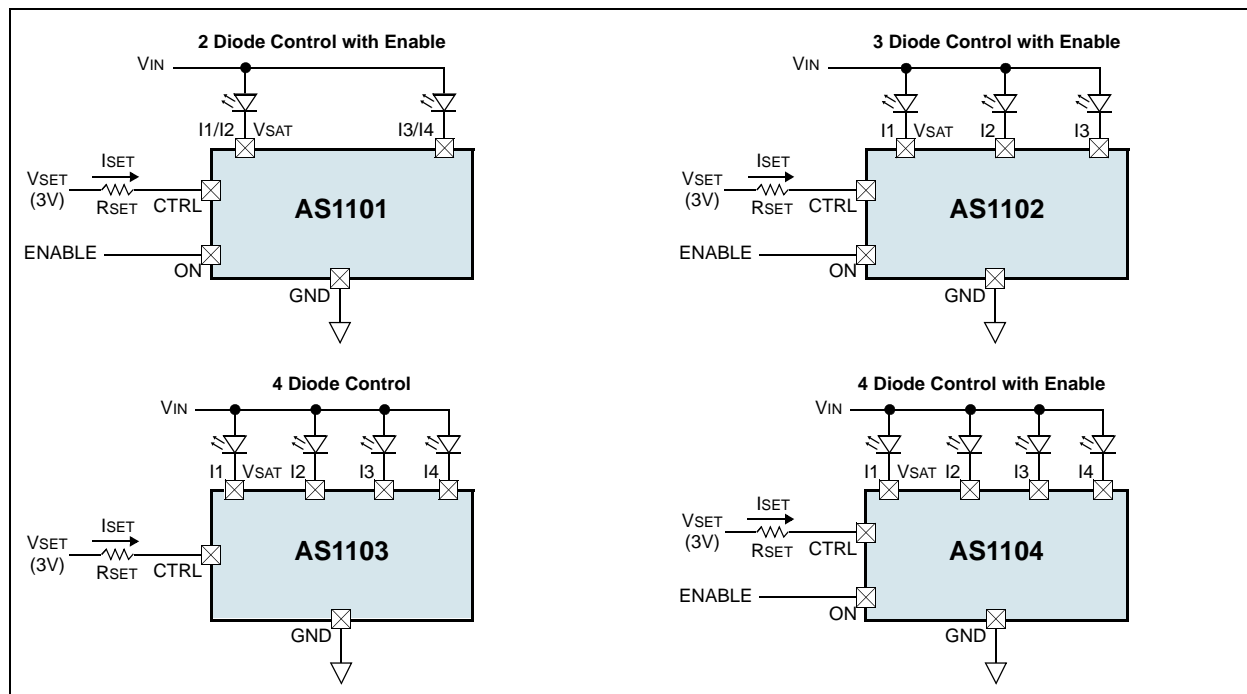 2 Diode Control with Enable
VIN
I1/I2 VSAT I3/I4
ISET
VSET
(3V)
RSET CTRL
AS1101
ENABLE
ON
GND
3 Diode Control with Enable
VIN
I1 VSAT I2 I3
ISET
VSET
(3V)
RSET CTRL
AS1102
ENABLE
ON
GND
4 Diode Control
VIN
I1 VSAT I2 I3 I4
ISET
VSET
(3V)
RSET CTRL
AS1103
GND
4 Diode Control with Enable
VIN
I1 VSAT I2 I3 I4
ISET
VSET
(3V)
RSET CTRL
AS1104
ENABLE
ON
GND